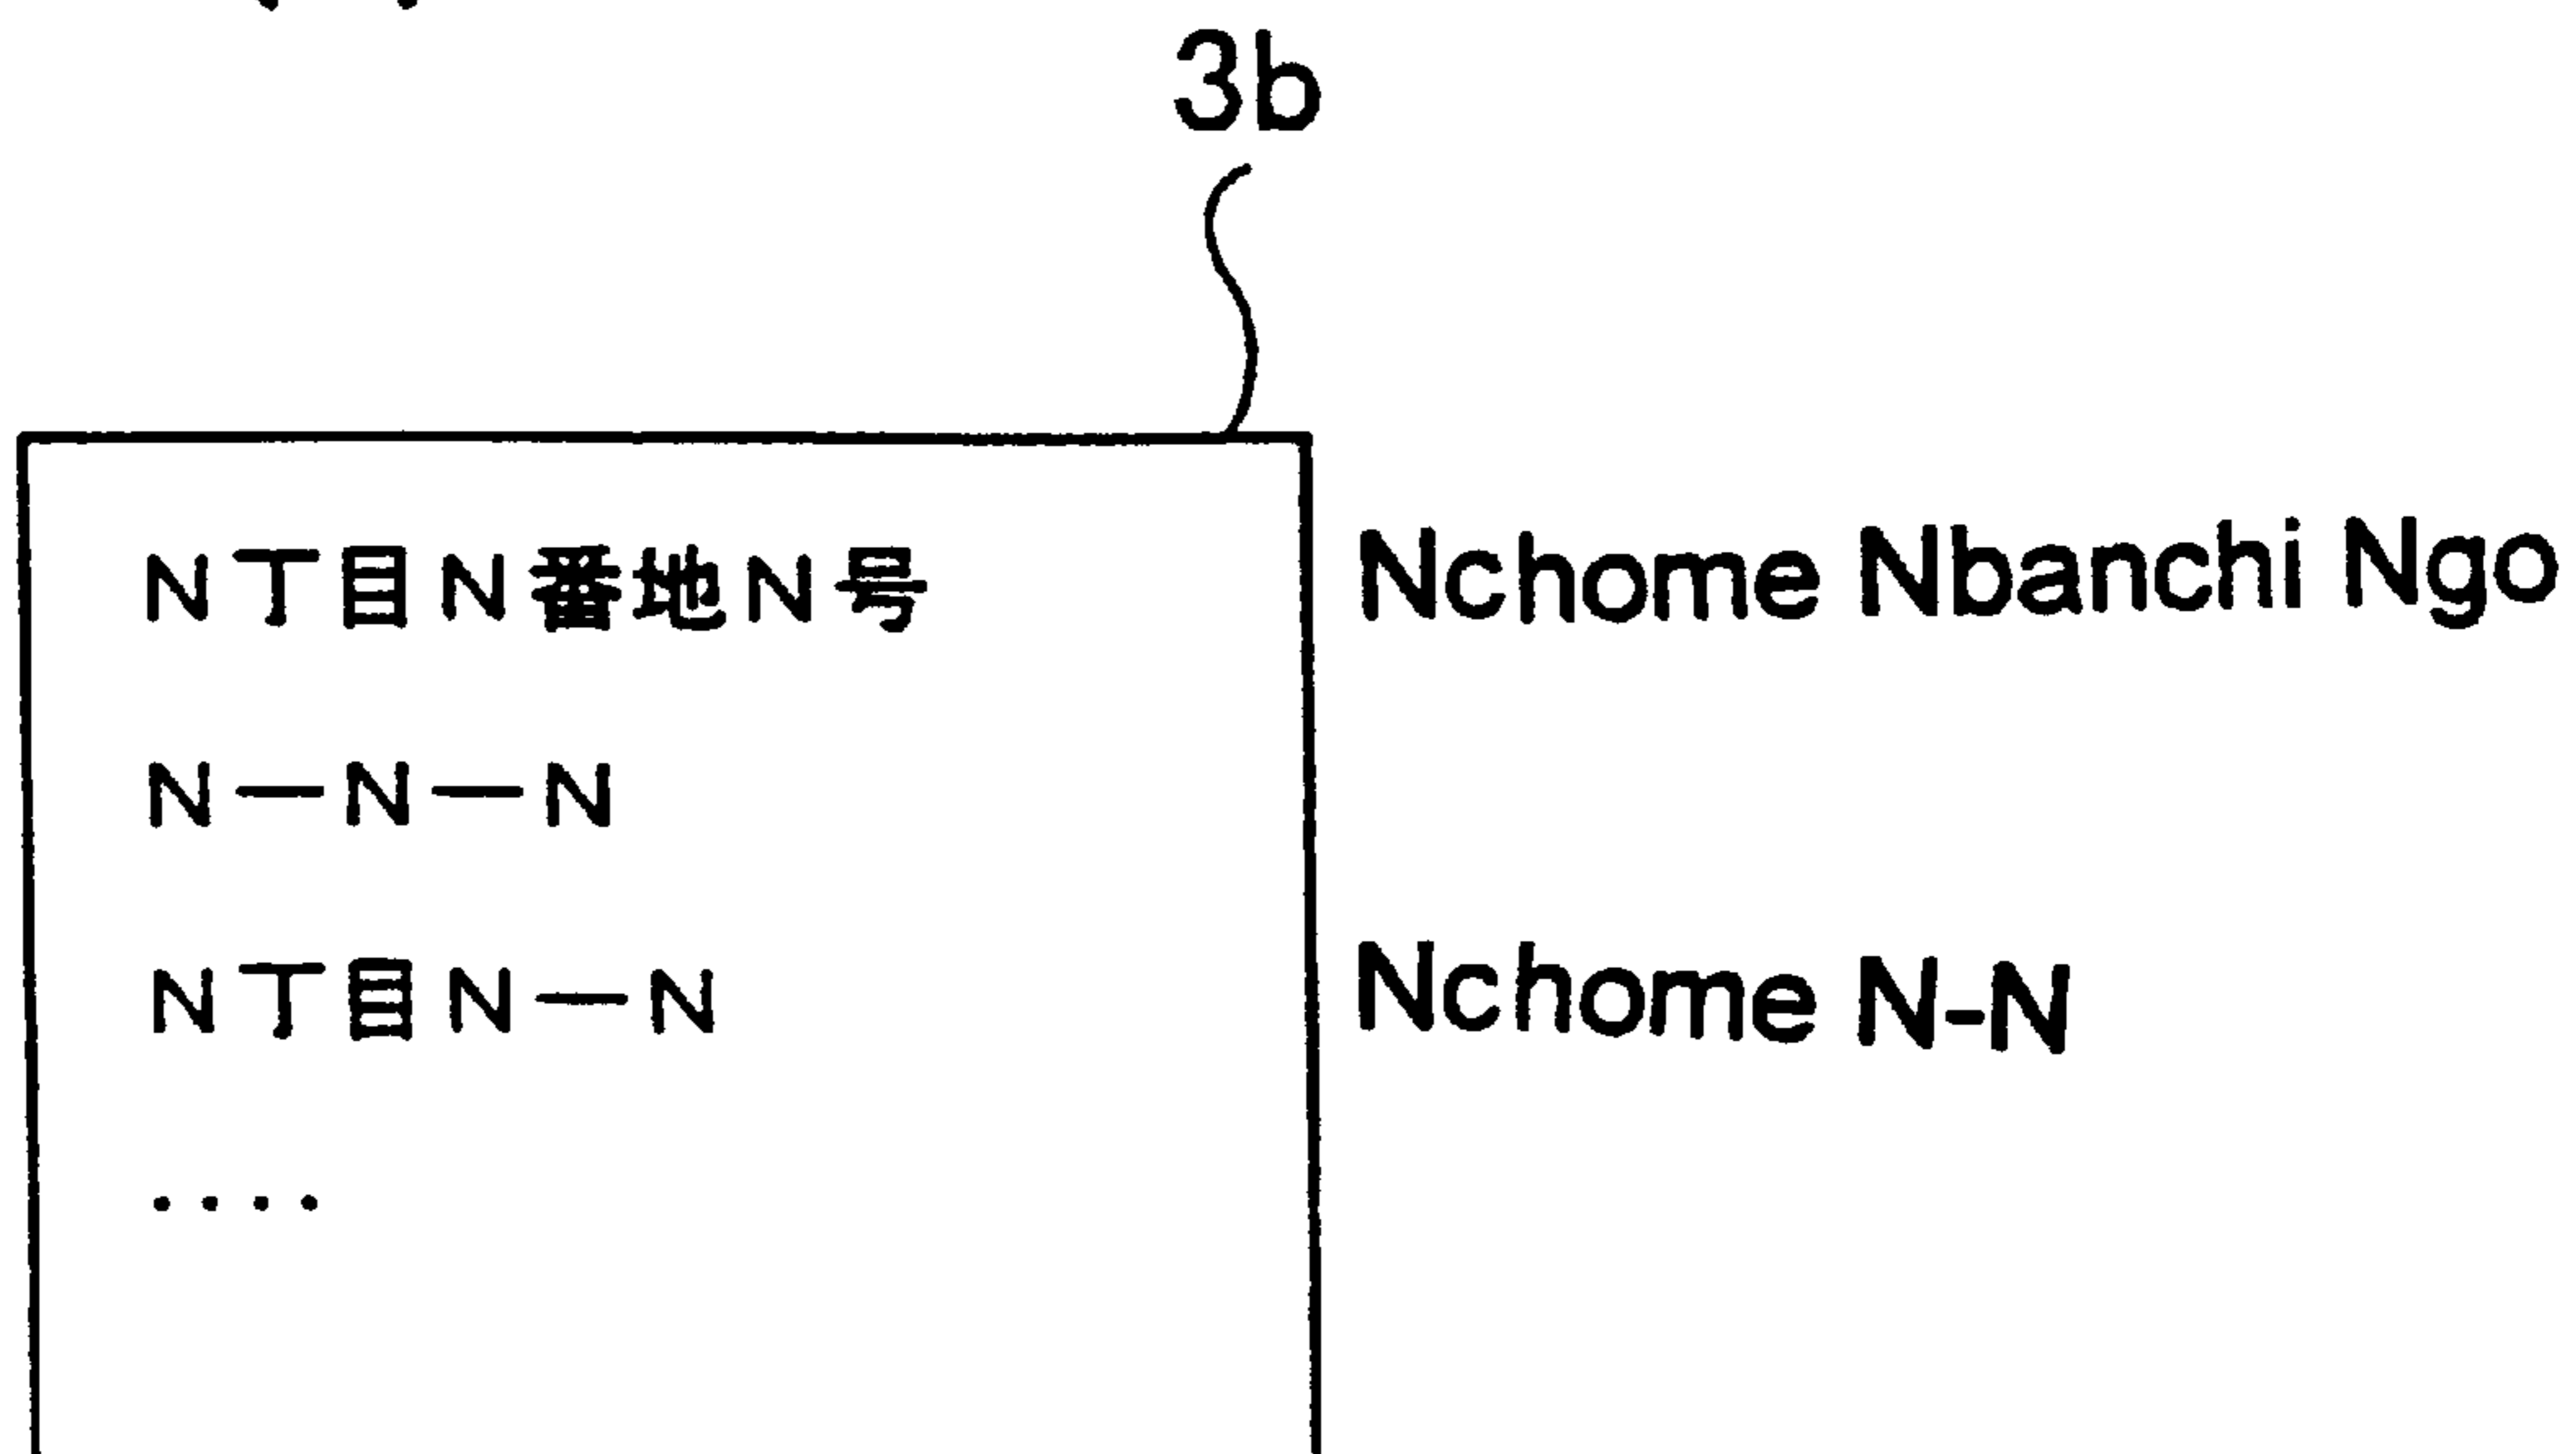 3b
N丁目N番地N号 Nchome Nbanchi Ngo
N－N－N
N丁目N－N Nchome N-N
････